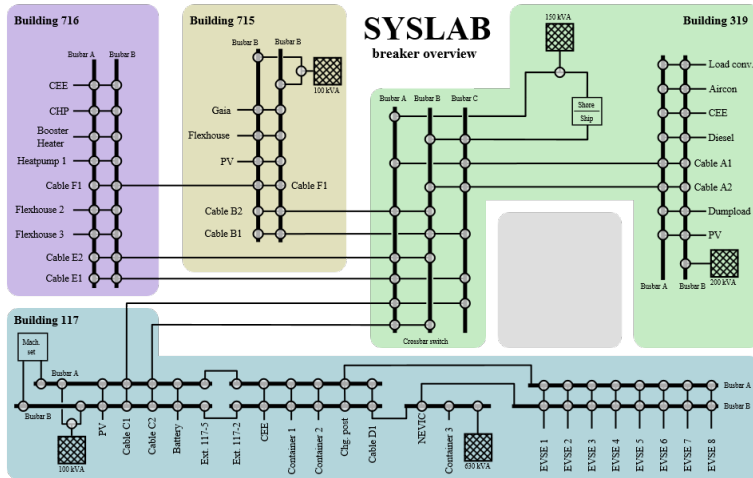 Building 716
Building 715
SYSLAB
breaker overview
150 kVA
Building 319
Busbar A
Busbar B
Busbar B
Busbar B
100 kVA
CEE
CHP
Booster
Heater
Heatpump 1
Cable F1
Flexhouse 2
Flexhouse 3
Cable E2
Cable E1
Gaia
Flexhouse
PV
Cable F1
Cable B2
Cable B1
Busbar A
Busbar B
Busbar C
Shore
Ship
Crossbar switch
Load conv.
Aircon
CEE
Diesel
Cable A1
Cable A2
Dumpload
PV
200 kVA
Busbar A
Busbar B
Building 117
Mach.
set
Busbar A
Busbar B
100 kVA
PV
Cable C1
Cable C2
Battery
Ext. 117-5
Ext. 117-2
CEE
Container 1
Container 2
Chg. post
Cable D1
NEVIC
Container 3
630 kVA
EVSE 1
EVSE 2
EVSE 3
EVSE 4
EVSE 5
EVSE 6
EVSE 7
EVSE 8
Busbar A
Busbar B